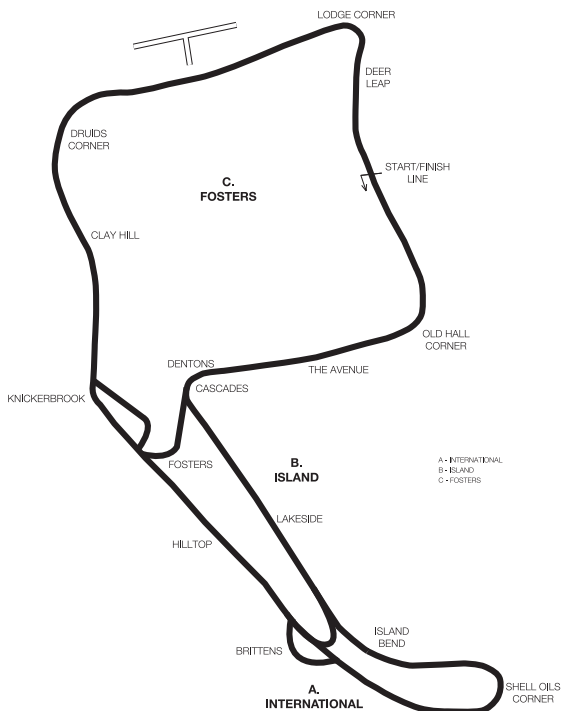 LODGE CORNER
DEER
LEAP
DRUIDS
CORNER
START/FINISH
LINE
C.
FOSTERS
CLAY HILL
OLD HALL
CORNER
DENTONS
THE AVENUE
CASCADES
KNICKERBROOK
FOSTERS
B.
ISLAND
A - INTERNATIONAL
B - ISLAND
C - FOSTERS
LAKESIDE
HILLTOP
ISLAND
BEND
BRITTENS
SHELL OILS
CORNER
A.
INTERNATIONAL